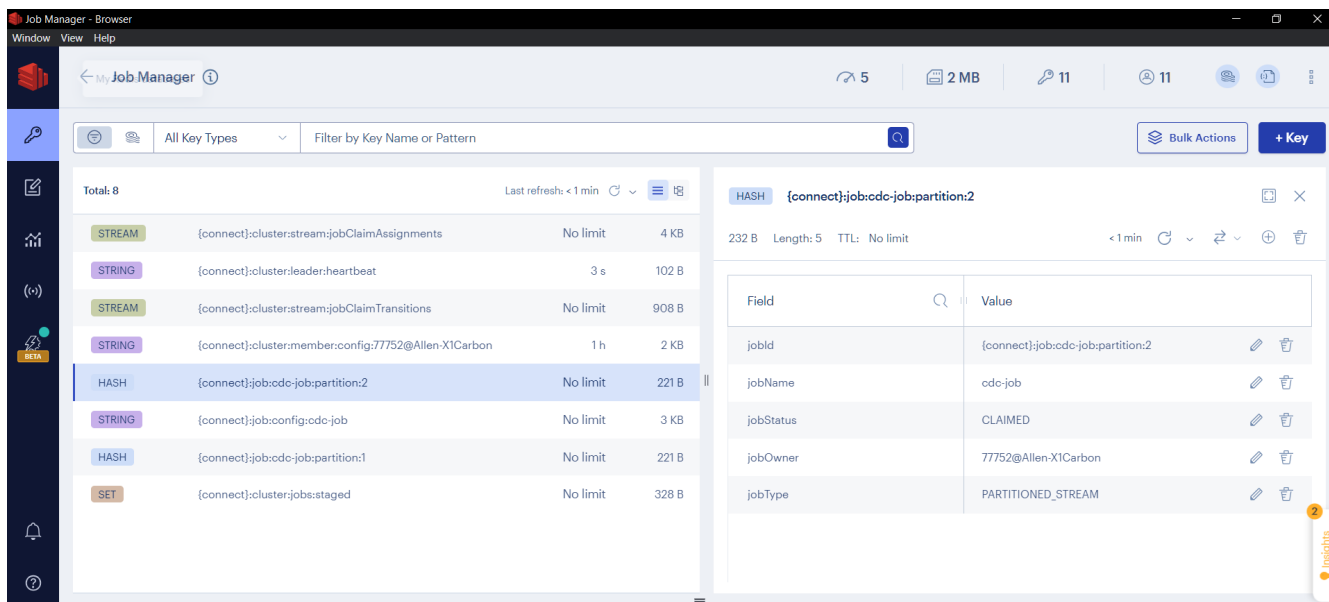 Job Manager - Browser
Window View Help
Job Manager
5
2 MB
11
11
All Key Types
Filter by Key Name or Pattern
Bulk Actions
+ Key
Total: 8
Last refresh: < 1 min
STREAM {connect}:cluster:stream:jobClaimAssignments No limit 4 KB
STRING {connect}:cluster:leader:heartbeat 3 s 102 B
STREAM {connect}:cluster:stream:jobClaimTransitions No limit 908 B
STRING {connect}:cluster:member:config:77752@Allen-X1Carbon 1 h 2 KB
HASH {connect}:job:cdc-job:partition:2 No limit 221 B
STRING {connect}:job:config:cdc-job No limit 3 KB
HASH {connect}:job:cdc-job:partition:1 No limit 221 B
SET {connect}:cluster:jobs:staged No limit 328 B
BETA
HASH {connect}:job:cdc-job:partition:2
232 B Length: 5 TTL: No limit < 1 min
Field Value
jobId {connect}:job:cdc-job:partition:2
jobName cdc-job
jobStatus CLAIMED
jobOwner 77752@Allen-X1Carbon
jobType PARTITIONED_STREAM
2
Insights